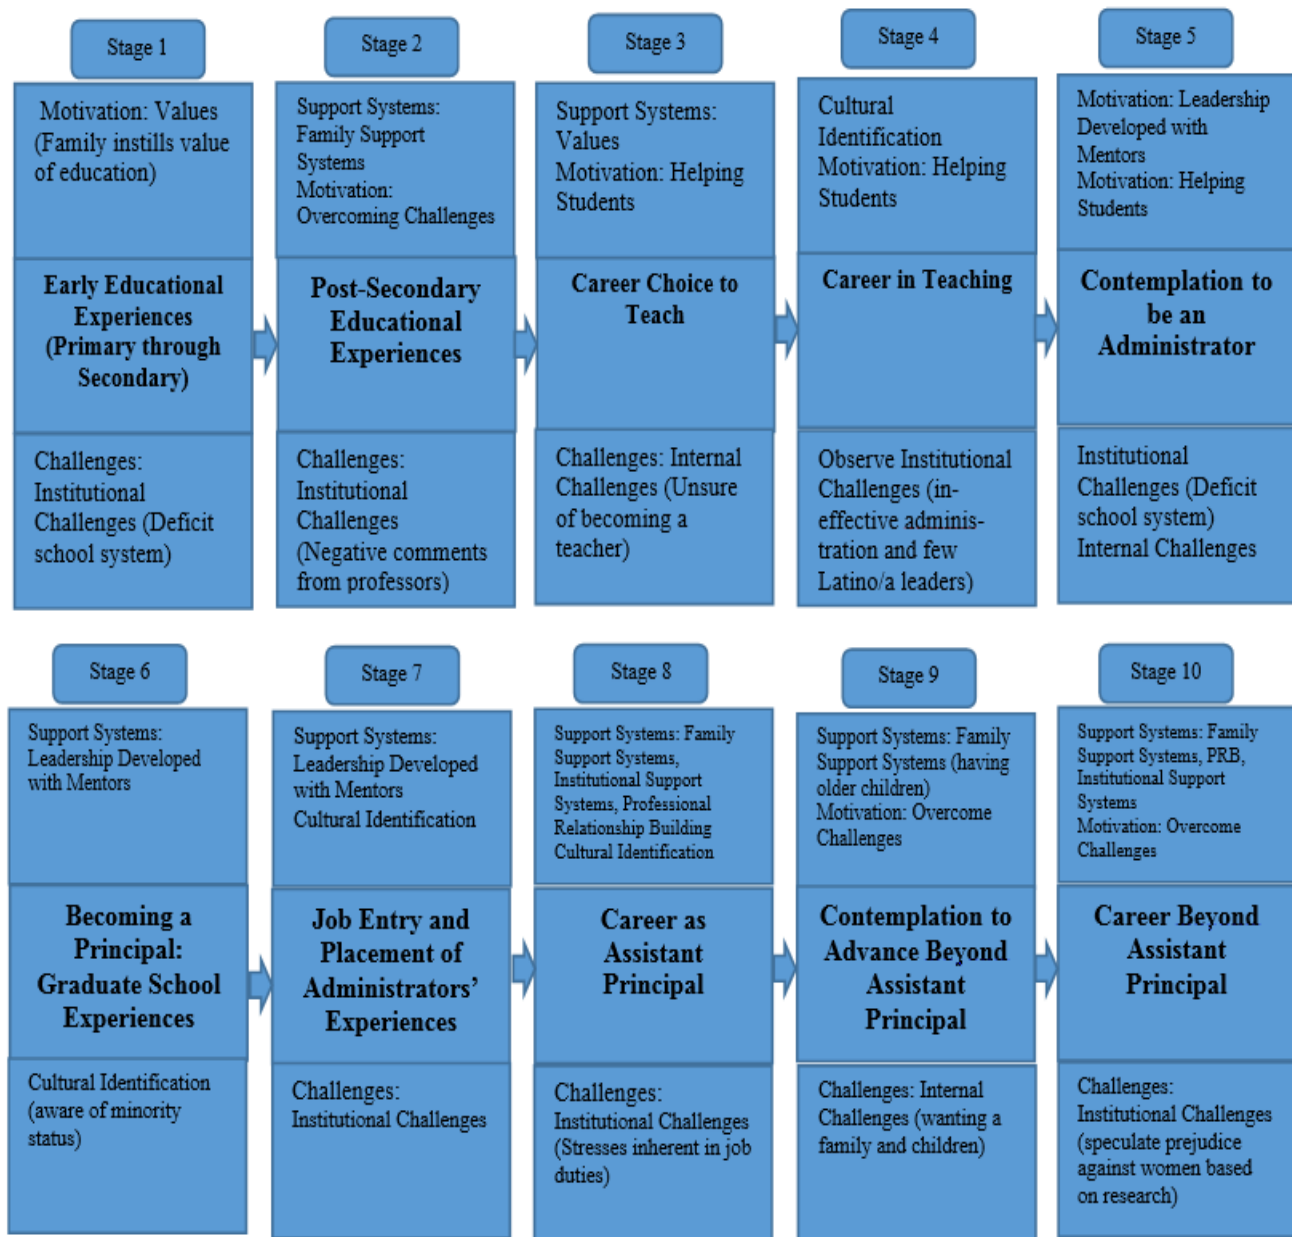 Stage 1
Motivation: Values
(Family instills value
of education)
Early Educational
Experiences
(Primary through
Secondary)
Challenges:
Institutional
Challenges (Deficit
school system)
Stage 2
Support Systems:
Family Support
Systems
Motivation:
Overcoming Challenges
Post-Secondary
Educational
Experiences
Challenges:
Institutional
Challenges
(Negative comments
from professors)
Stage 3
Support Systems:
Values
Motivation: Helping
Students
Career Choice to
Teach
Challenges: Internal
Challenges (Unsure
of becoming a
teacher)
Stage 4
Cultural
Identification
Motivation: Helping
Students
Career in Teaching
Observe Institutional
Challenges (in-
effective adminis-
tration and few
Latino/a leaders)
Stage 5
Motivation: Leadership
Developed with
Mentors
Motivation: Helping
Students
Contemplation to
be an
Administrator
Institutional
Challenges (Deficit
school system)
Internal Challenges
Stage 6
Support Systems:
Leadership Developed
with Mentors
Becoming a
Principal:
Graduate School
Experiences
Cultural Identification
(aware of minority
status)
Stage 7
Support Systems:
Leadership Developed
with Mentors
Cultural Identification
Job Entry and
Placement of
Administrators’
Experiences
Challenges:
Institutional Challenges
Stage 8
Support Systems: Family
Support Systems,
Institutional Support
Systems, Professional
Relationship Building
Cultural Identification
Career as
Assistant
Principal
Challenges:
Institutional Challenges
(Stresses inherent in job
duties)
Stage 9
Support Systems: Family
Support Systems (having
older children)
Motivation: Overcome
Challenges
Contemplation to
Advance Beyond
Assistant
Principal
Challenges: Internal
Challenges (wanting a
family and children)
Stage 10
Support Systems: Family
Support Systems, PRB,
Institutional Support
Systems
Motivation: Overcome
Challenges
Career Beyond
Assistant
Principal
Challenges:
Institutional Challenges
(speculate prejudice
against women based
on research)